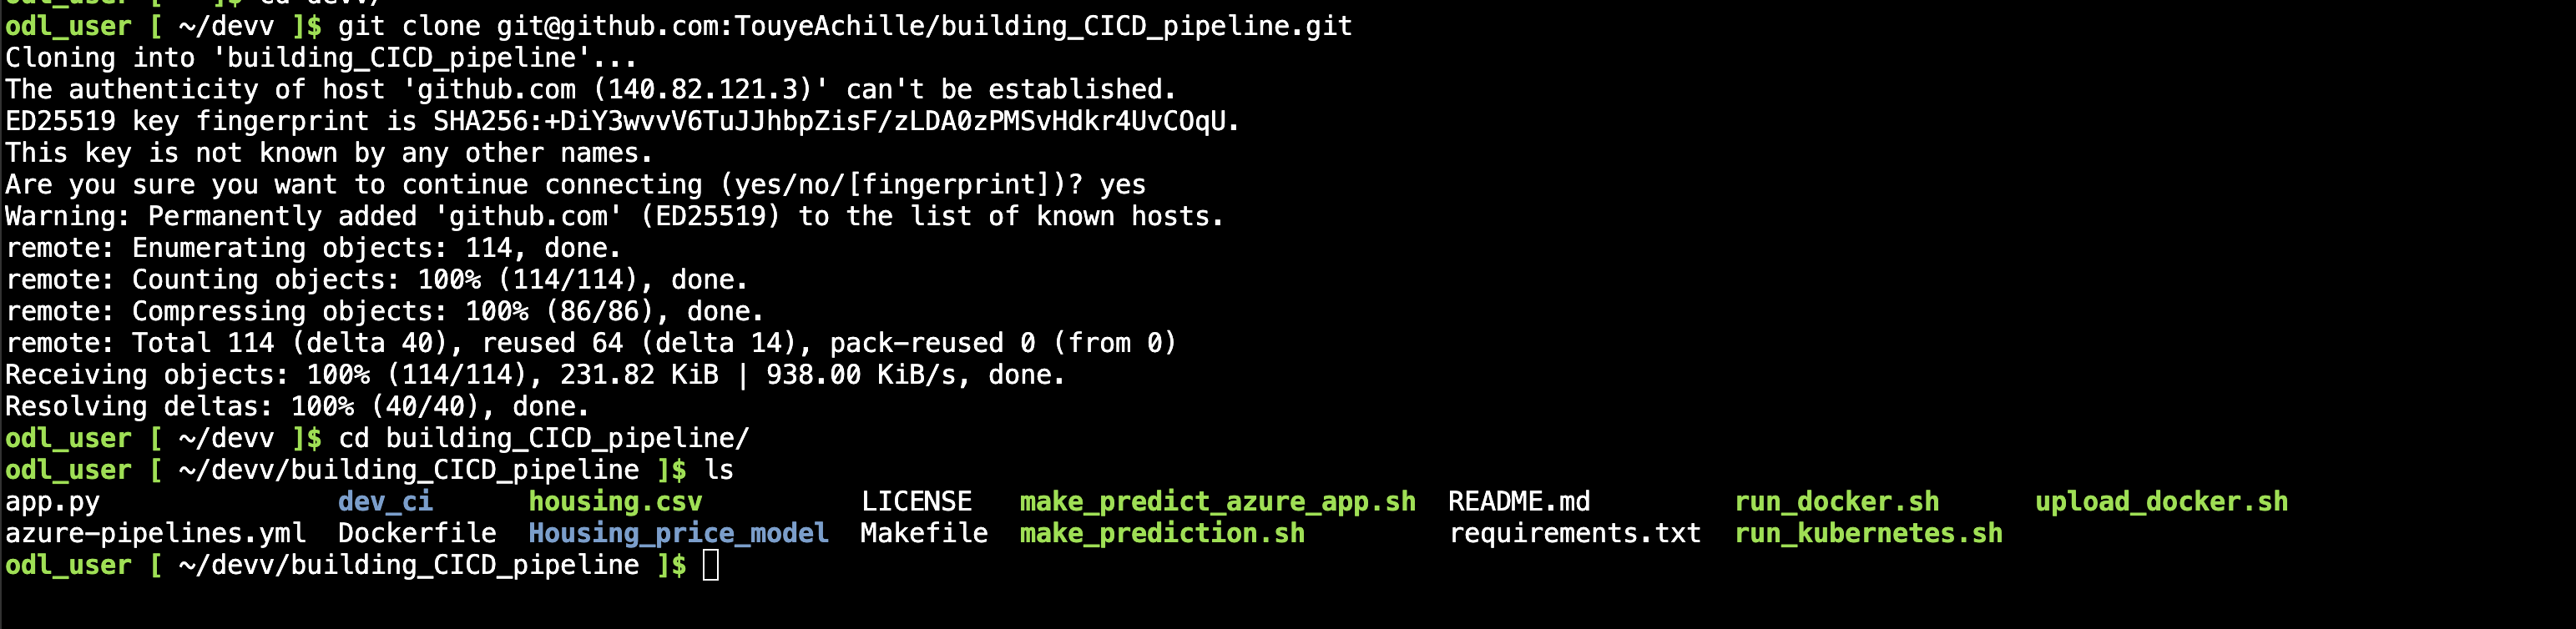 odl_user [ ~/devv ]$ git clone git@github.com:TouyeAchille/building_CICD_pipeline.git
Cloning into 'building_CICD_pipeline'...
The authenticity of host 'github.com (140.82.121.3)' can't be established.
ED25519 key fingerprint is SHA256:+DiY3wvvV6TuJJhbpZisF/zLDA0zPMSvHdkr4UvCOqU.
This key is not known by any other names.
Are you sure you want to continue connecting (yes/no/[fingerprint])? yes
Warning: Permanently added 'github.com' (ED25519) to the list of known hosts.
remote: Enumerating objects: 114, done.
remote: Counting objects: 100% (114/114), done.
remote: Compressing objects: 100% (86/86), done.
remote: Total 114 (delta 40), reused 64 (delta 14), pack-reused 0 (from 0)
Receiving objects: 100% (114/114), 231.82 KiB | 938.00 KiB/s, done.
Resolving deltas: 100% (40/40), done.
odl_user [ ~/devv ]$ cd building_CICD_pipeline/
odl_user [ ~/devv/building_CICD_pipeline ]$ ls
app.py dev_ci housing.csv LICENSE make_predict_azure_app.sh README.md run_docker.sh upload_docker.sh
azure-pipelines.yml Dockerfile Housing_price_model Makefile make_prediction.sh requirements.txt run_kubernetes.sh
odl_user [ ~/devv/building_CICD_pipeline ]$